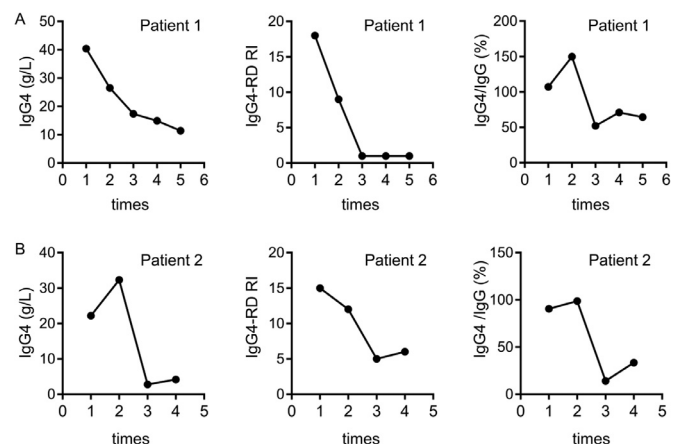 A
Patient 1
IgG4 (g/L)
50
40
30
20
10
0
0 1 2 3 4 5 6
times
Patient 1
IgG4-RD RI
20
15
10
5
0
0 1 2 3 4 5 6
times
Patient 1
IgG4/IgG (%)
200
150
100
50
0
0 1 2 3 4 5 6
times
B
Patient 2
IgG4 (g/L)
40
30
20
10
0
0 1 2 3 4 5
times
Patient 2
IgG4-RD RI
20
15
10
5
0
0 1 2 3 4 5
times
Patient 2
IgG4 /IgG (%)
150
100
50
0
0 1 2 3 4 5
times